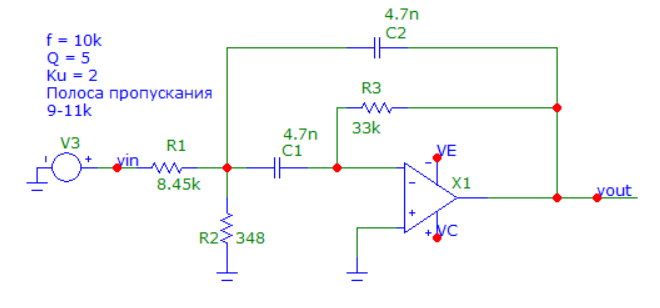 4.7n
C2
f = 10k
Q = 5
Ku = 2
Полоса пропускания
9-11k
R3
33k
V3
R1
4.7n
C1
VE
vin
8.45k
X1
vout
R2 348
VC